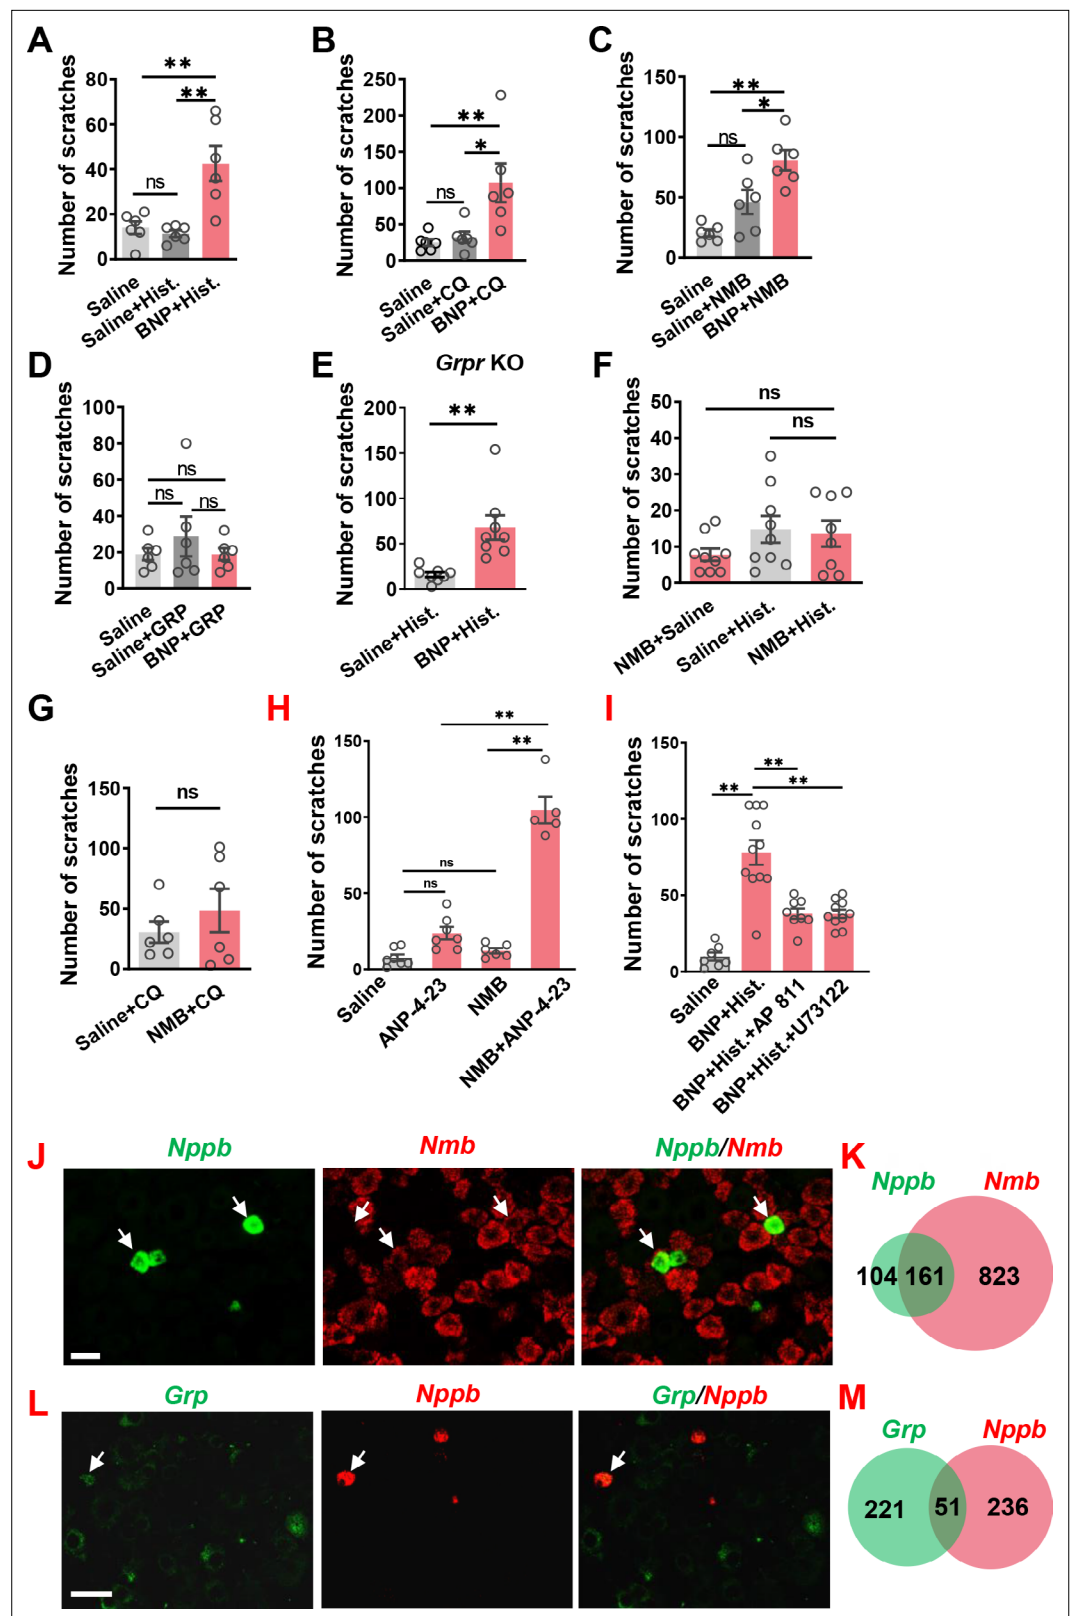 A
Number of scratches
80
60
40
20
0
**
**
ns
Saline
Saline+Hist.
BNP+Hist.
B
Number of scratches
250
200
150
100
50
0
**
*
ns
Saline
Saline+CQ
BNP+CQ
C
Number of scratches
150
100
50
0
**
*
ns
Saline
Saline+NMB
BNP+NMB
D
Number of scratches
100
80
60
40
20
0
ns
ns
ns
Saline
Saline+GRP
BNP+GRP
E
Grpr KO
Number of scratches
200
150
100
50
0
**
Saline+Hist.
BNP+Hist.
F
Number of scratches
50
40
30
20
10
0
ns
ns
NMB+Saline
Saline+Hist.
NMB+Hist.
G
Number of scratches
150
100
50
0
ns
Saline+CQ
NMB+CQ
H
Number of scratches
150
100
50
0
**
**
ns
ns
Saline
ANP-4-23
NMB
NMB+ANP-4-23
I
Number of scratches
150
100
50
0
**
**
**
Saline
BNP+Hist.
BNP+Hist.+AP 811
BNP+Hist.+U73122
J
Nppb
Nmb
Nppb/Nmb
K
Nppb
Nmb
104 161 823
L
Grp
Nppb
Grp/Nppb
M
Grp
Nppb
221 51 236